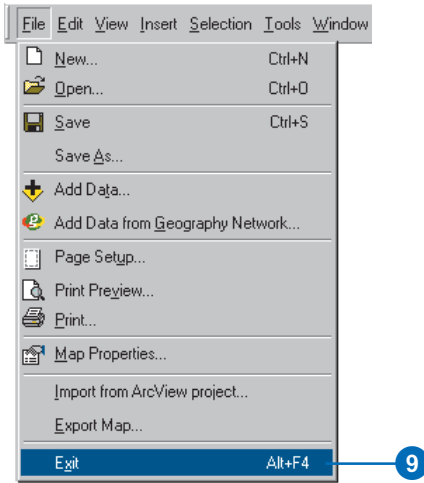 File Edit View Insert Selection Tools Window
New... Ctrl+N
Open... Ctrl+O
Save Ctrl+S
Save As...
Add Data...
Add Data from Geography Network...
Page Setup...
Print Preview...
Print...
Map Properties...
Import from ArcView project...
Export Map...
Exit Alt+F4 9